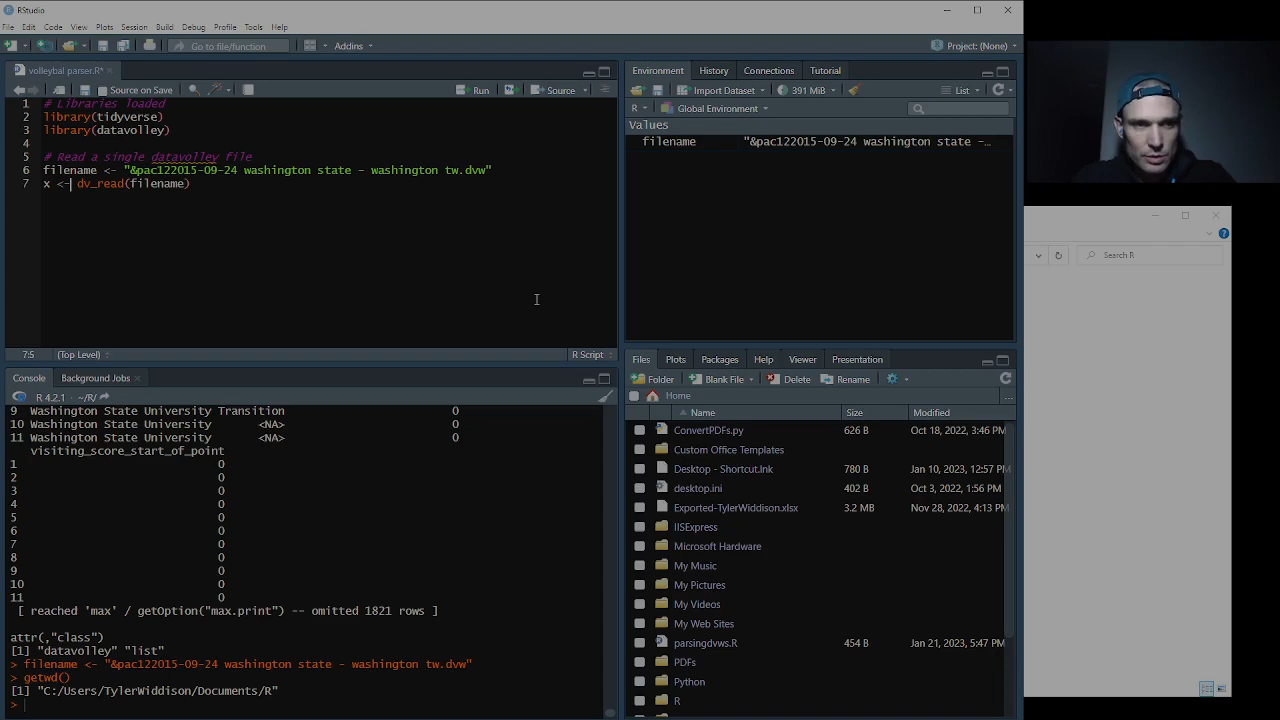 RStudio
File Edit Code View Plots Session Build Debug Profile Tools Help
Go to file/function Addins Project: (None)
volleybal parser.R*
Source on Save Run Source
1 # Libraries loaded
2 library(tidyverse)
3 library(datavolley)
4
5 # Read a single datavolley file
6 filename <- "&pac122015-09-24 washington state - washington tw.dvw"
7 x <- dv_read(filename)
7:5 (Top Level) R Script
Console Background Jobs
R 4.2.1 · ~/R/
9 Washington State University Transition 0
10 Washington State University <NA> 0
11 Washington State University <NA> 0
visiting_score_start_of_point
1 0
2 0
3 0
4 0
5 0
6 0
7 0
8 0
9 0
10 0
11 0
[ reached 'max' / getOption("max.print") -- omitted 1821 rows ]
attr(,"class")
[1] "datavolley" "list"
> filename <- "&pac122015-09-24 washington state - washington tw.dvw"
> getwd()
[1] "C:/Users/TylerWiddison/Documents/R"
>
Environment History Connections Tutorial
Import Dataset 391 MiB List
R Global Environment
Values
filename "&pac122015-09-24 washington state -…
Files Plots Packages Help Viewer Presentation
Folder Blank File Delete Rename
Home ...
Name Size Modified
ConvertPDFs.py 626 B Oct 18, 2022, 3:46 PM
Custom Office Templates
Desktop - Shortcut.lnk 780 B Jan 10, 2023, 12:57 P
desktop.ini 402 B Oct 3, 2022, 1:56 PM
Exported-TylerWiddison.xlsx 3.2 MB Nov 28, 2022, 4:13 P
IISExpress
Microsoft Hardware
My Music
My Pictures
My Videos
My Web Sites
parsingdvws.R 454 B Jan 21, 2023, 5:47 PM
PDFs
Python
R
Search R